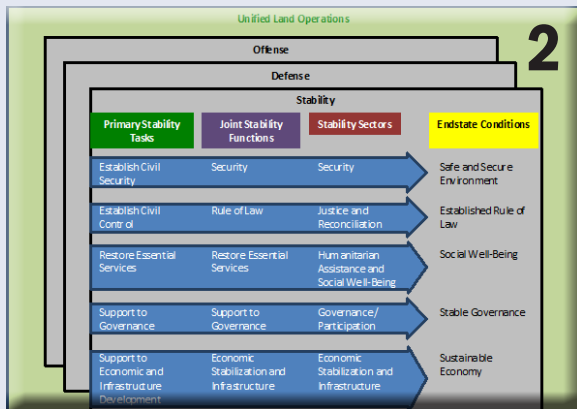 Unified Land Operations
2
Offense
Defense
Stability
Primary Stability
Tasks
Joint Stability
Functions
Stability Sectors
Endstate Conditions
Establish Civil
Security
Security
Security
Safe and Secure
Environment
Establish Civil
Control
Rule of Law
Justice and
Reconciliation
Established Rule of
Law
Restore Essential
Services
Restore Essential
Services
Humanitarian
Assistance and
Social Well-Being
Social Well-Being
Support to
Governance
Support to
Governance
Governance/
Participation
Stable Governance
Support to
Economic and
Infrastructure
Development
Economic
Stabilization and
Infrastructure
Economic
Stabilization and
Infrastructure
Sustainable
Economy